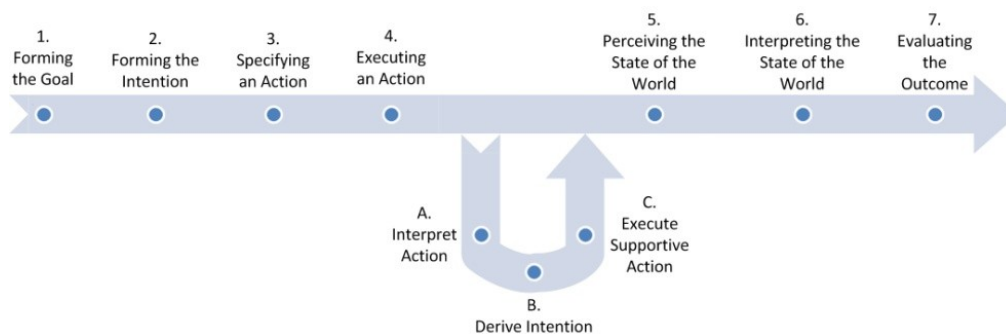 1.
Forming
the Goal
2.
Forming the
Intention
3.
Specifying
an Action
4.
Executing
an Action
5.
Perceiving the
State of the
World
6.
Interpreting the
State of the
World
7.
Evaluating
the
Outcome
A.
Interpret
Action
B.
Derive Intention
C.
Execute
Supportive
Action